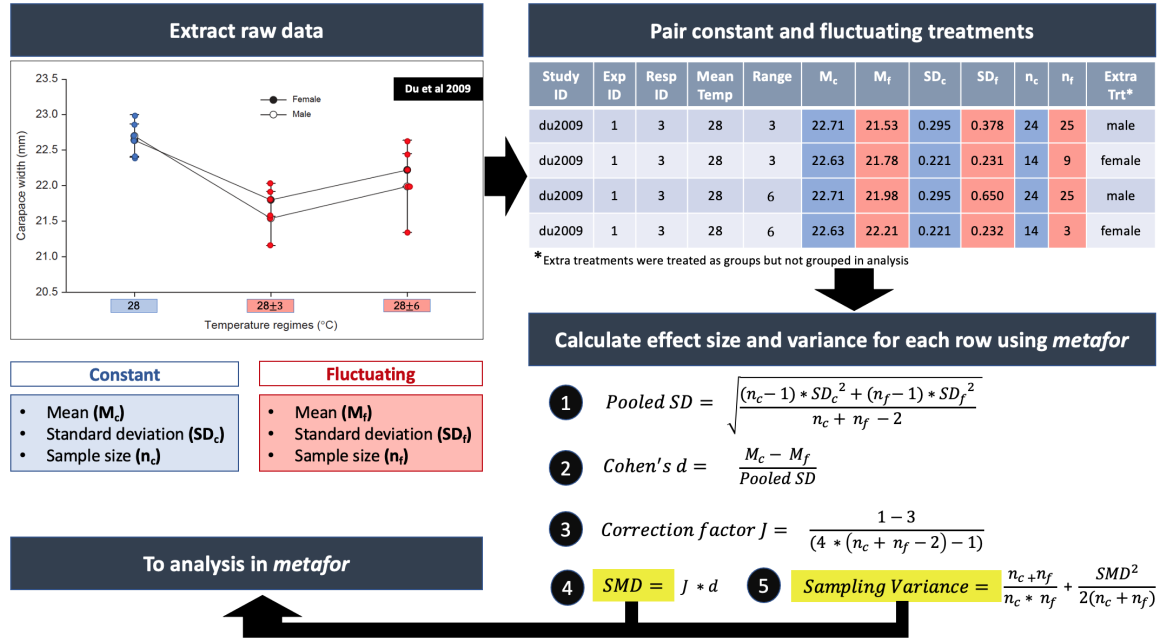 Extract raw data
Du et al 2009
Female
Male
23.5
23.0
22.5
22.0
21.5
21.0
20.5
Carapace width (mm)
28
28±3
28±6
Temperature regimes (°C)
Constant
• Mean (Mc)
• Standard deviation (SDc)
• Sample size (nc)
Fluctuating
• Mean (Mf)
• Standard deviation (SDf)
• Sample size (nf)
Pair constant and fluctuating treatments
Study ID Exp ID Resp ID Mean Temp Range Mc Mf SDc SDf nc nf Extra Trt*
du2009 1 3 28 3 22.71 21.53 0.295 0.378 24 25 male
du2009 1 3 28 3 22.63 21.78 0.221 0.231 14 9 female
du2009 1 3 28 6 22.71 21.98 0.295 0.650 24 25 male
du2009 1 3 28 6 22.63 22.21 0.221 0.232 14 3 female
*Extra treatments were treated as groups but not grouped in analysis
Calculate effect size and variance for each row using metafor
1 Pooled SD = √((nc − 1) * SDc² + (nf − 1) * SDf² / nc + nf − 2)
2 Cohen's d = Mc − Mf / Pooled SD
3 Correction factor J = 1 − 3 / (4 * (nc + nf − 2) − 1)
4 SMD = J * d
5 Sampling Variance = nc + nf / nc * nf + SMD² / 2(nc + nf)
To analysis in metafor